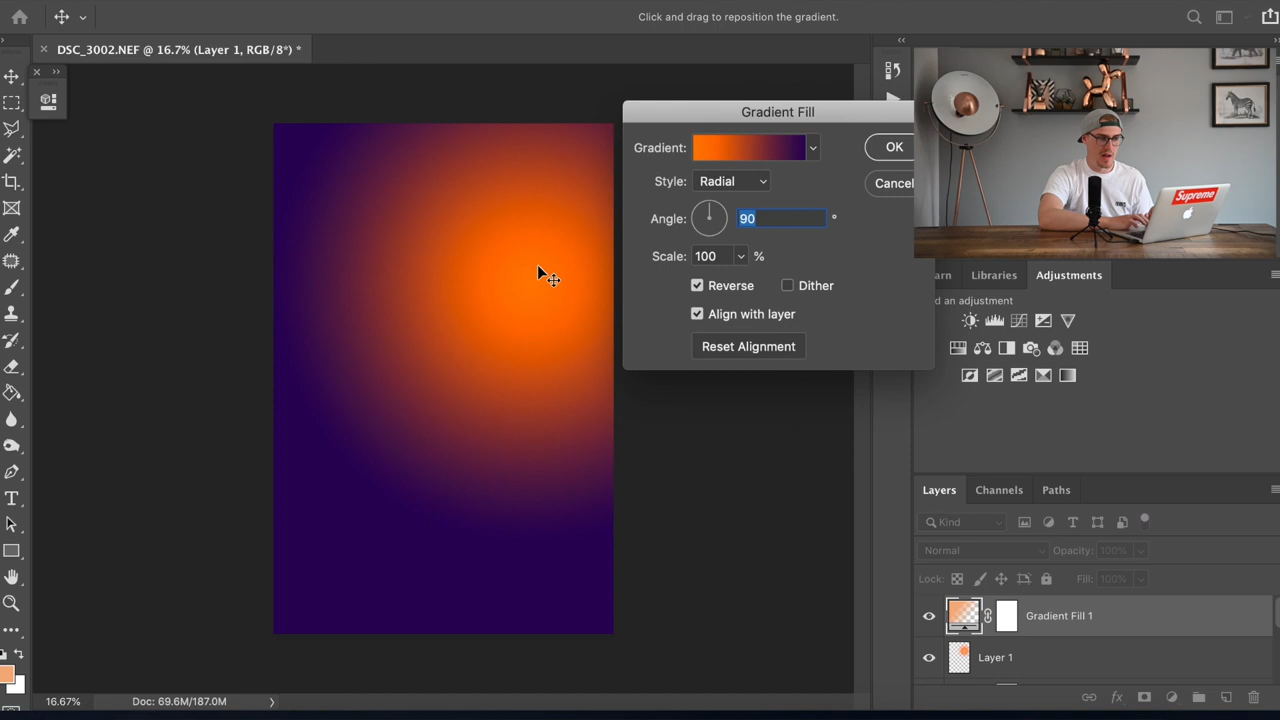 Click and drag to reposition the gradient.
DSC_3002.NEF @ 16.7% (Layer 1, RGB/8*) *
Gradient Fill
Gradient:
OK
Style: Radial
Cancel
Angle: 90 °
Scale: 100 %
Reverse Dither
Align with layer
Reset Alignment
Supreme
arn Libraries Adjustments
d an adjustment
Layers Channels Paths
Kind
Normal Opacity: 100%
Lock: Fill: 100%
Gradient Fill 1
Layer 1
16.67% Doc: 69.6M/187.0M